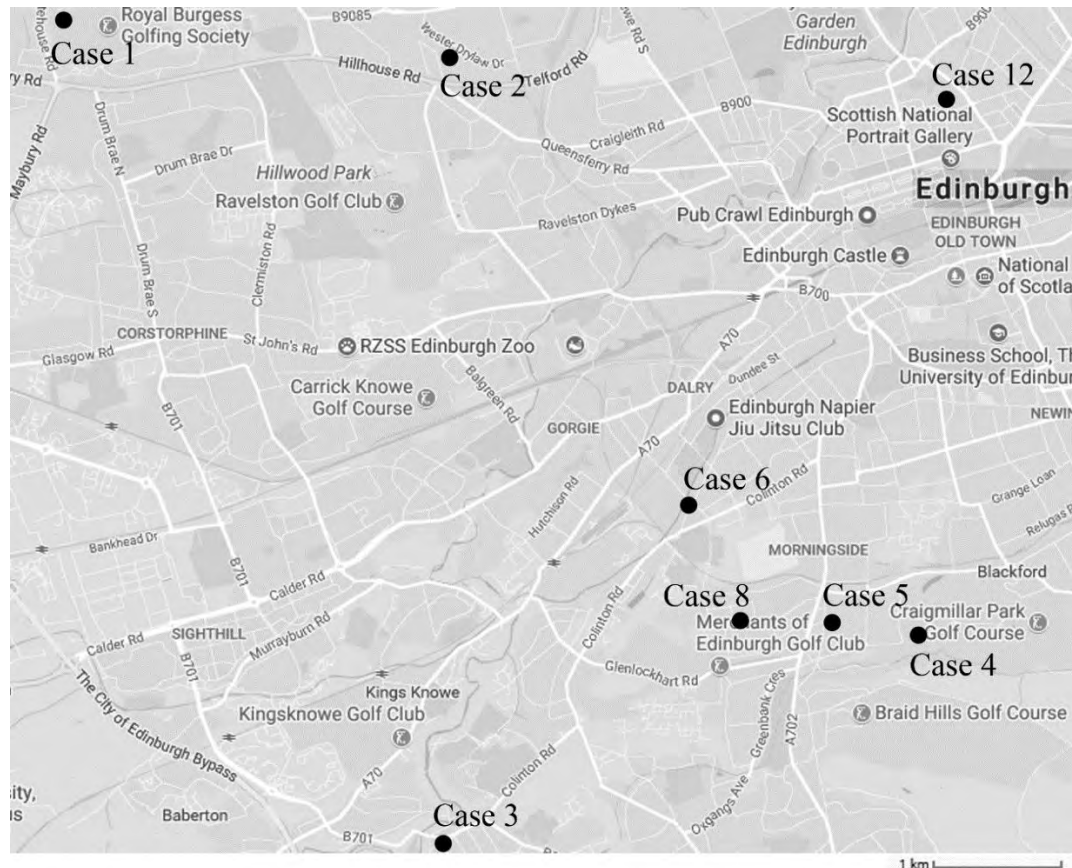 Royal Burgess
Golfing Society
Case 1
B9085
Wester Drylaw Dr
Hillhouse Rd
Telford Rd
Case 2
Garden
Edinburgh
B900
Case 12
Scottish National
Portrait Gallery
Craigleith Rd
Queensferry Rd
Maybury Rd
Drum Brae N
Drum Brae Dr
Hillwood Park
Ravelston Golf Club
Ravelston Dykes
Pub Crawl Edinburgh
Edinburgh
EDINBURGH
OLD TOWN
Edinburgh Castle
National
of Scotla
B700
Clermiston Rd
Drum Brae S
CORSTORPHINE
Glasgow Rd
St John's Rd
RZSS Edinburgh Zoo
A70
Dundee St
Business School, Th
University of Edinbur
Carrick Knowe
Golf Course
Balgreen Rd
DALRY
GORGIE
Edinburgh Napier
Jiu Jitsu Club
NEWIN
B701
A70
Case 6
Colinton Rd
Grange Loan
Relugas
Hutchison Rd
Bankhead Dr
B701
MORNINGSIDE
Blackford
Calder Rd
Case 8
Case 5
Craigmillar Park
Golf Course
Merchants of
Edinburgh Golf Club
Case 4
Colinton Rd
Calder Rd
SIGHTHILL
Murrayburn Rd
B701
Glenlockhart Rd
The City of Edinburgh Bypass
Kings Knowe
Kingsknowe Golf Club
Greenbank Cres
Braid Hills Golf Course
A702
A70
Colinton Rd
Oxgangs Ave
Baberton
B701
Case 3
1 km